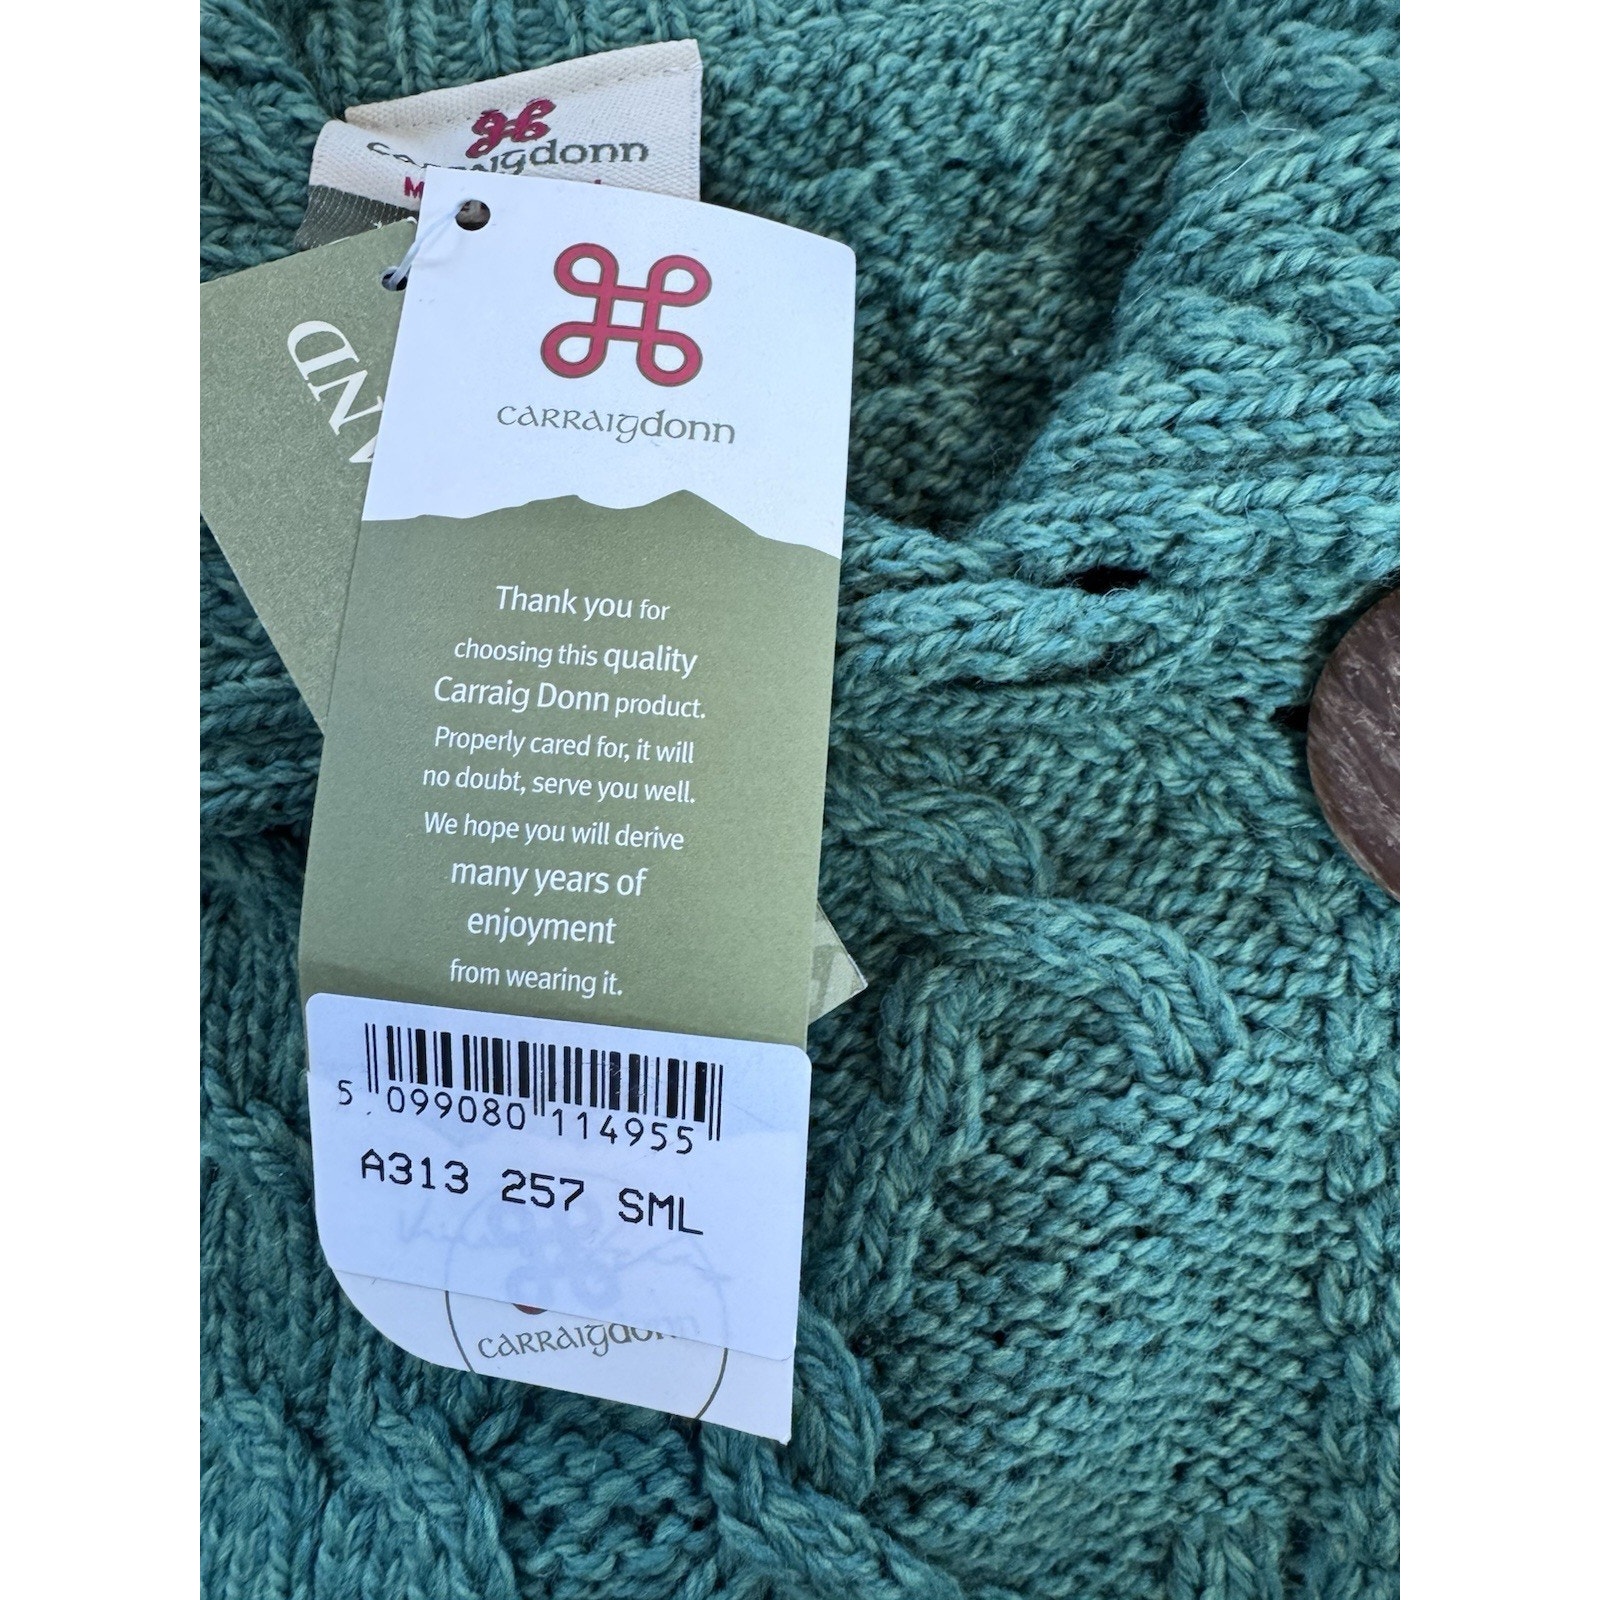 carraigdonn
carraigdonn
Thank you for
choosing this quality
Carraig Donn product.
Properly cared for, it will
no doubt, serve you well.
We hope you will derive
many years of
enjoyment
from wearing it.
5 099080 114955
A313 257 SML
carraigdonn